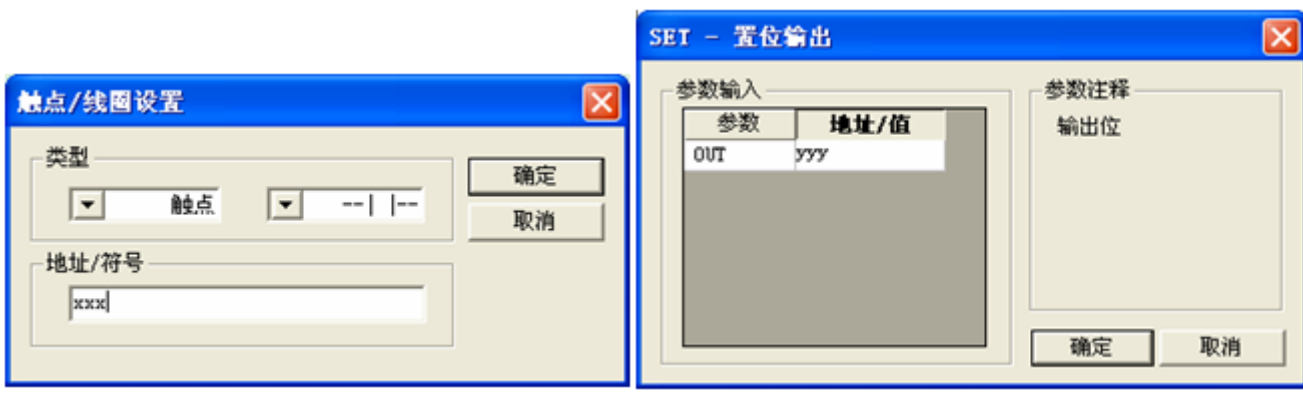 触点/线圈设置
类型
触点
--| |--
确定
取消
地址/符号
xxx
SET - 置位输出
参数输入
参数 地址/值
OUT yyy
参数注释
输出位
确定 取消